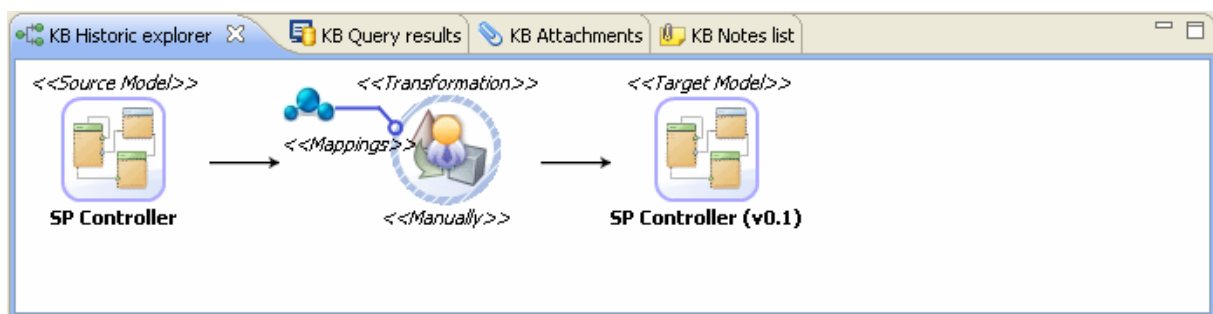 KB Historic explorer
KB Query results
KB Attachments
KB Notes list
<<Source Model>>
<<Transformation>>
<<Target Model>>
<<Mappings>>
SP Controller
<<Manually>>
SP Controller (v0.1)